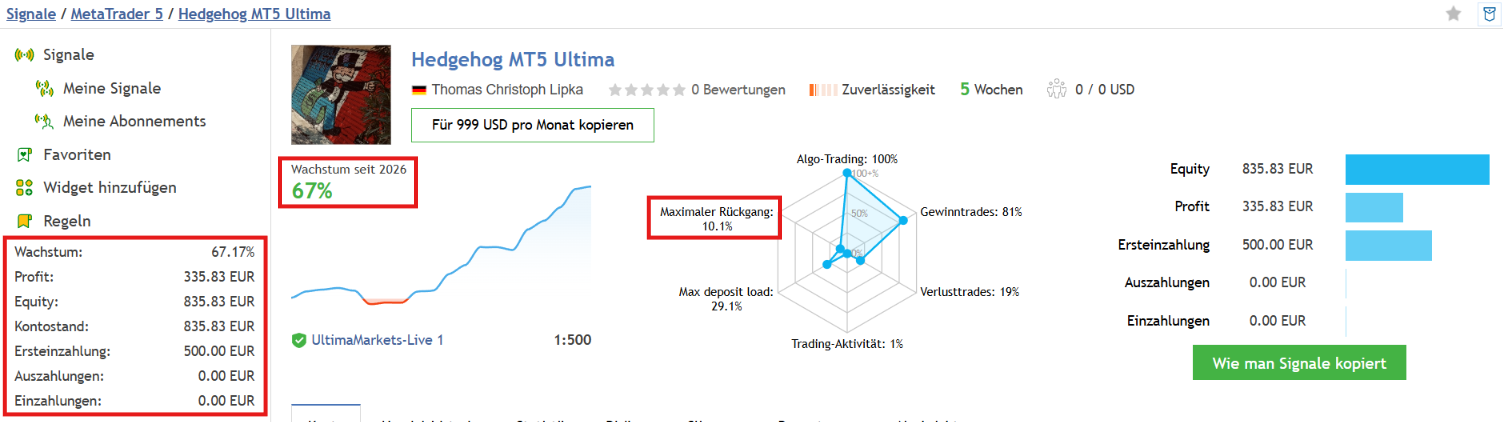 Signale / MetaTrader 5 / Hedgehog MT5 Ultima
Signale
Meine Signale
Meine Abonnements
Favoriten
Widget hinzufügen
Regeln
Wachstum: 67.17%
Profit: 335.83 EUR
Equity: 835.83 EUR
Kontostand: 835.83 EUR
Ersteinzahlung: 500.00 EUR
Auszahlungen: 0.00 EUR
Einzahlungen: 0.00 EUR
Hedgehog MT5 Ultima
Thomas Christoph Lipka 0 Bewertungen Zuverlässigkeit 5 Wochen 0 / 0 USD
Für 999 USD pro Monat kopieren
Wachstum seit 2026
67%
UltimaMarkets-Live 1 1:500
Algo-Trading: 100%
100+%
Maximaler Rückgang:
10.1%
50%
Gewinntrades: 81%
Max deposit load:
29.1%
Verlusttrades: 19%
Trading-Aktivität: 1%
Equity 835.83 EUR
Profit 335.83 EUR
Ersteinzahlung 500.00 EUR
Auszahlungen 0.00 EUR
Einzahlungen 0.00 EUR
Wie man Signale kopiert